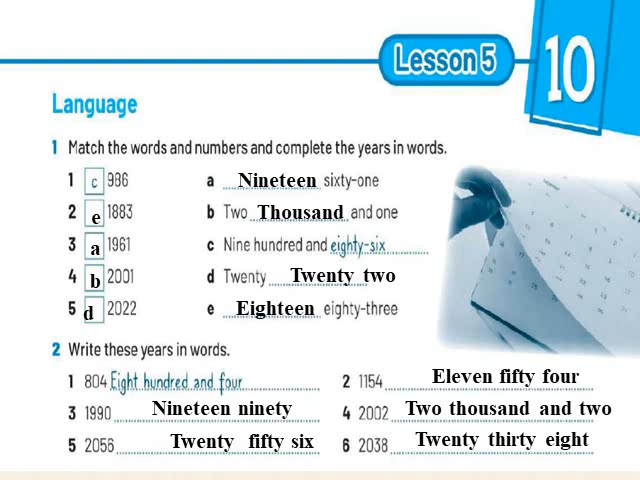 Lesson 5
10
Language
1 Match the words and numbers and complete the years in words.
1 c 986 a Nineteen sixty-one
2 e 1883 b Two Thousand and one
3 a 1961 c Nine hundred and eighty-six
4 b 2001 d Twenty Twenty two
5 d 2022 e Eighteen eighty-three
2 Write these years in words.
1 804 Eight hundred and four 2 1154 Eleven fifty four
3 1990 Nineteen ninety 4 2002 Two thousand and two
5 2056 Twenty fifty six 6 2038 Twenty thirty eight